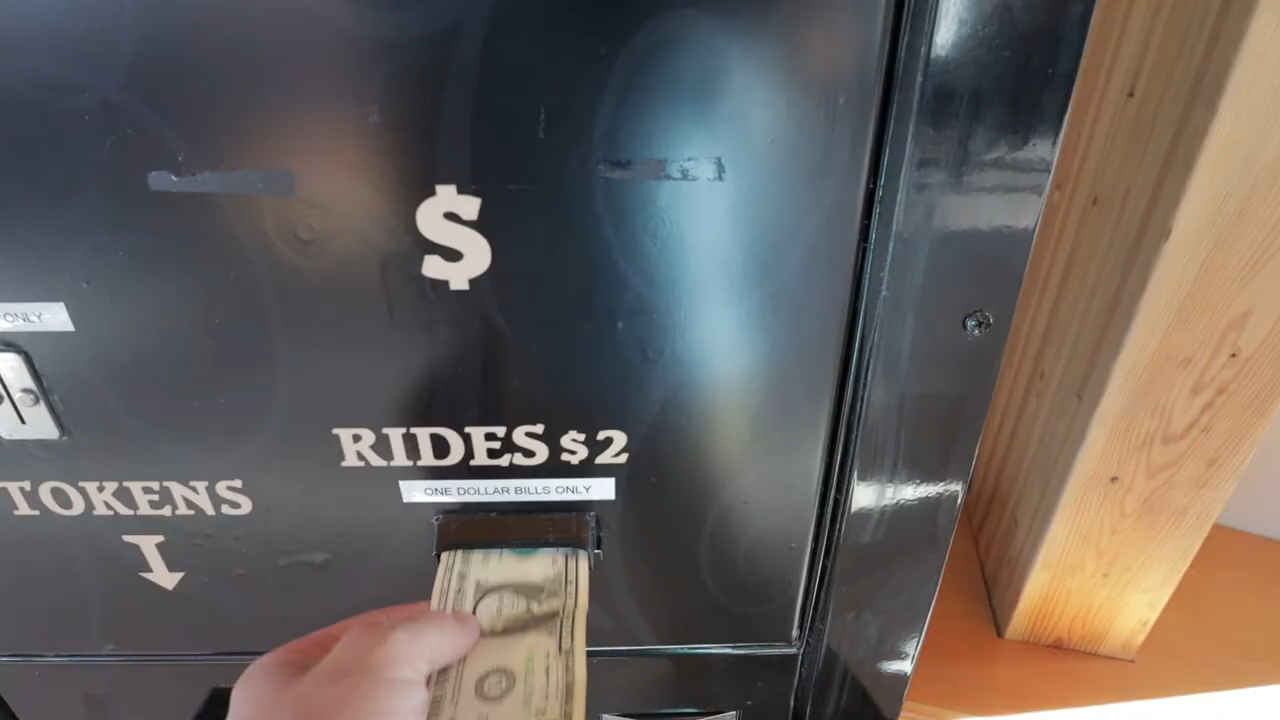 $
ONLY
RIDES $2
ONE DOLLAR BILLS ONLY
TOKENS